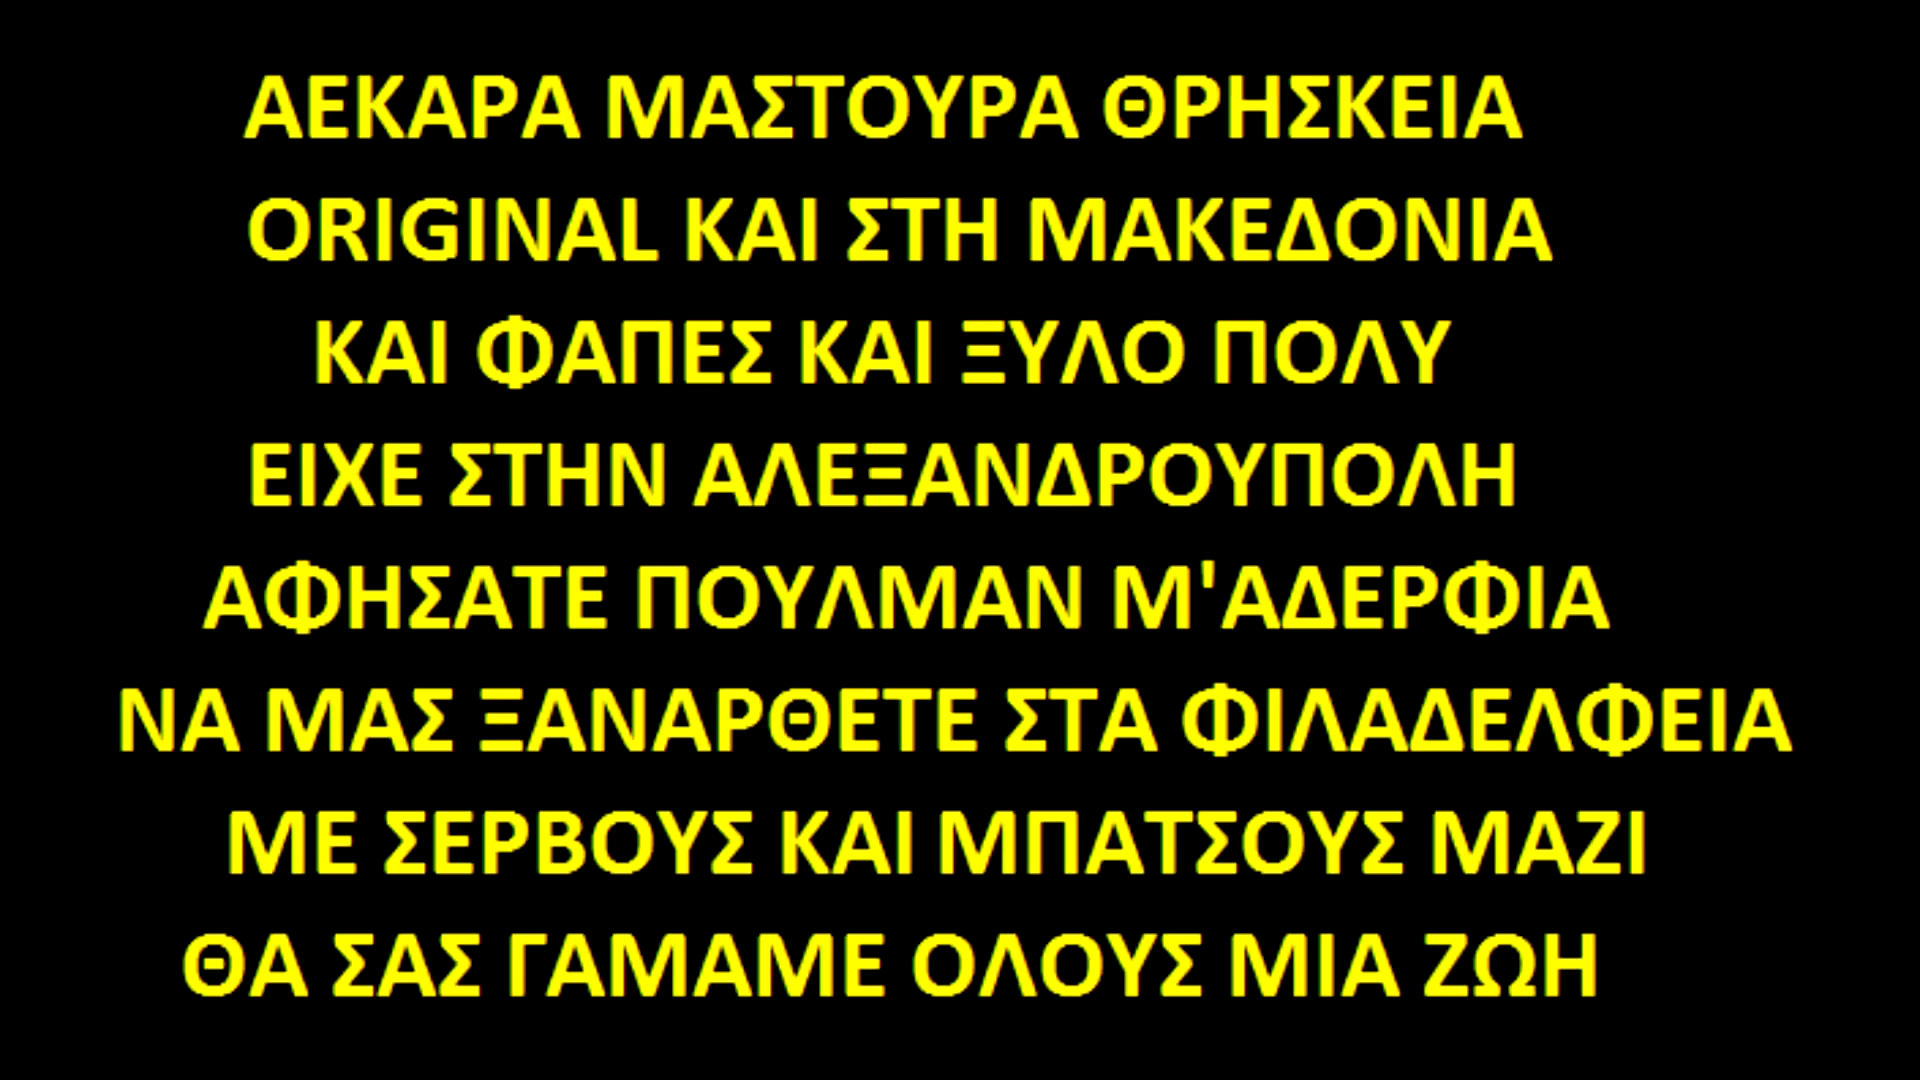 ΑΕΚΑΡΑ ΜΑΣΤΟΥΡΑ ΘΡΗΣΚΕΙΑ
ORIGINAL ΚΑΙ ΣΤΗ ΜΑΚΕΔΟΝΙΑ
ΚΑΙ ΦΑΠΕΣ ΚΑΙ ΞΥΛΟ ΠΟΛΥ
ΕΙΧΕ ΣΤΗΝ ΑΛΕΞΑΝΔΡΟΥΠΟΛΗ
ΑΦΗΣΑΤΕ ΠΟΥΛΜΑΝ Μ'ΑΔΕΡΦΙΑ
ΝΑ ΜΑΣ ΞΑΝΑΡΘΕΤΕ ΣΤΑ ΦΙΛΑΔΕΛΦΕΙΑ
ΜΕ ΣΕΡΒΟΥΣ ΚΑΙ ΜΠΑΤΣΟΥΣ ΜΑΖΙ
ΘΑ ΣΑΣ ΓΑΜΑΜΕ ΟΛΟΥΣ ΜΙΑ ΖΩΗ